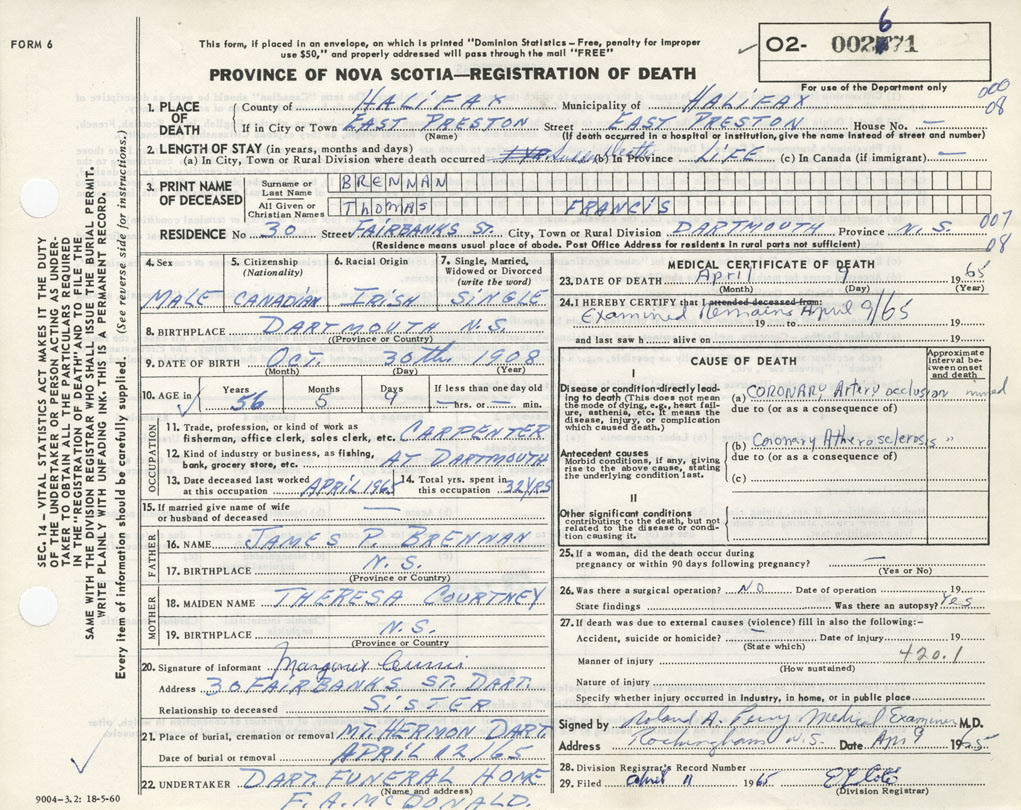 FORM 6
This form, if placed in an envelope, on which is printed "Dominion Statistics – Free, penalty for improper
use $50," and properly addressed will pass through the mail "FREE"
PROVINCE OF NOVA SCOTIA—REGISTRATION OF DEATH
02- 002 71
6
For use of the Department only
000
08
1. PLACE OF DEATH
County of HALIFAX Municipality of HALIFAX
If in City or Town EAST PRESTON Street EAST PRESTON House No. —
(Name) (If death occurred in a hospital or institution, give the name instead of street and number)
2. LENGTH OF STAY (in years, months and days)
(a) In City, Town or Rural Division where death occurred (b) In Province LIFE (c) In Canada (if immigrant) —
3. PRINT NAME OF DECEASED
Surname or Last Name BRENNAN
All Given or Christian Names Thomas FRANCIS
007
08
RESIDENCE No 30 Street FAIRBANKS St. City, Town or Rural Division DARTMOUTH Province N.S.
(Residence means usual place of abode. Post Office Address for residents in rural parts not sufficient)
4. Sex
MALE
5. Citizenship (Nationality)
CANADIAN
6. Racial Origin
IRISH
7. Single, Married, Widowed or Divorced (write the word)
SINGLE
8. BIRTHPLACE DARTMOUTH N.S.
(Province or Country)
9. DATE OF BIRTH OCT. 30th 1908
(Month) (Day) (Year)
10. AGE in
Years Months Days If less than one day old
56 5 9 — hrs. or — min.
OCCUPATION
11. Trade, profession, or kind of work as
fisherman, office clerk, sales clerk, etc. CARPENTER
12. Kind of industry or business, as fishing,
bank, grocery store, etc. AT DARTMOUTH
13. Date deceased last worked
at this occupation APRIL 1965
14. Total yrs. spent in
this occupation 32 YRS
15. If married give name of wife
or husband of deceased —
FATHER
16. NAME JAMES P. BRENNAN
17. BIRTHPLACE N.S.
(Province or Country)
MOTHER
18. MAIDEN NAME THERESA COURTNEY
19. BIRTHPLACE N.S.
(Province or Country)
20. Signature of informant Margaret
Address 30 FAIRBANKS ST. DART.
Relationship to deceased SISTER
21. Place of burial, cremation or removal MT. HERMON DART
Date of burial or removal APRIL 12/65
22. UNDERTAKER DART. FUNERAL HOME
(Name and address)
F. A. McDONALD.
MEDICAL CERTIFICATE OF DEATH
23. DATE OF DEATH April 9 1965
(Month) (Day) (Year)
24. I HEREBY CERTIFY that I attended deceased from:
Examined Remains April 9/65
19 to 19
and last saw h alive on 19
CAUSE OF DEATH
Approximate interval between onset and death
I
Disease or condition directly leading to death (This does not mean the mode of dying, e.g., heart failure, asthenia, etc. It means the disease, injury, or complication which caused death.)
(a) CORONARY Artery occlusion
due to (or as a consequence of)
Antecedent causes
Morbid conditions, if any, giving rise to the above cause, stating the underlying condition last.
(b) Coronary Atherosclerosis "
due to (or as a consequence of)
(c)
II
Other significant conditions
contributing to the death, but not related to the disease or condition causing it.
25. If a woman, did the death occur during
pregnancy or within 90 days following pregnancy? —
(Yes or No)
26. Was there a surgical operation? NO Date of operation 19
State findings Was there an autopsy? Yes
27. If death was due to external causes (violence) fill in also the following:–
Accident, suicide or homicide? — Date of injury 19
(State which)
Manner of injury 420.1
(How sustained)
Nature of injury
Specify whether injury occurred in industry, in home, or in public place
Signed by Roland A. Perry Medical Examiner M.D.
Address Rockingham N.S. Date Apr 9 1965
28. Division Registrar's Record Number
29. Filed april 11 1965
(Division Registrar)
SEC. 14 – VITAL STATISTICS ACT MAKES IT THE DUTY
OF THE UNDERTAKER OR PERSON ACTING AS UNDER-
TAKER TO OBTAIN ALL THE PARTICULARS REQUIRED
IN THE "REGISTRATION OF DEATH" AND TO FILE THE
SAME WITH THE DIVISION REGISTRAR WHO SHALL ISSUE THE BURIAL PERMIT.
WRITE PLAINLY WITH UNFADING INK. THIS IS A PERMANENT RECORD.
Every item of information should be carefully supplied. (See reverse side for instructions.)
9004–3.2: 18-5-60